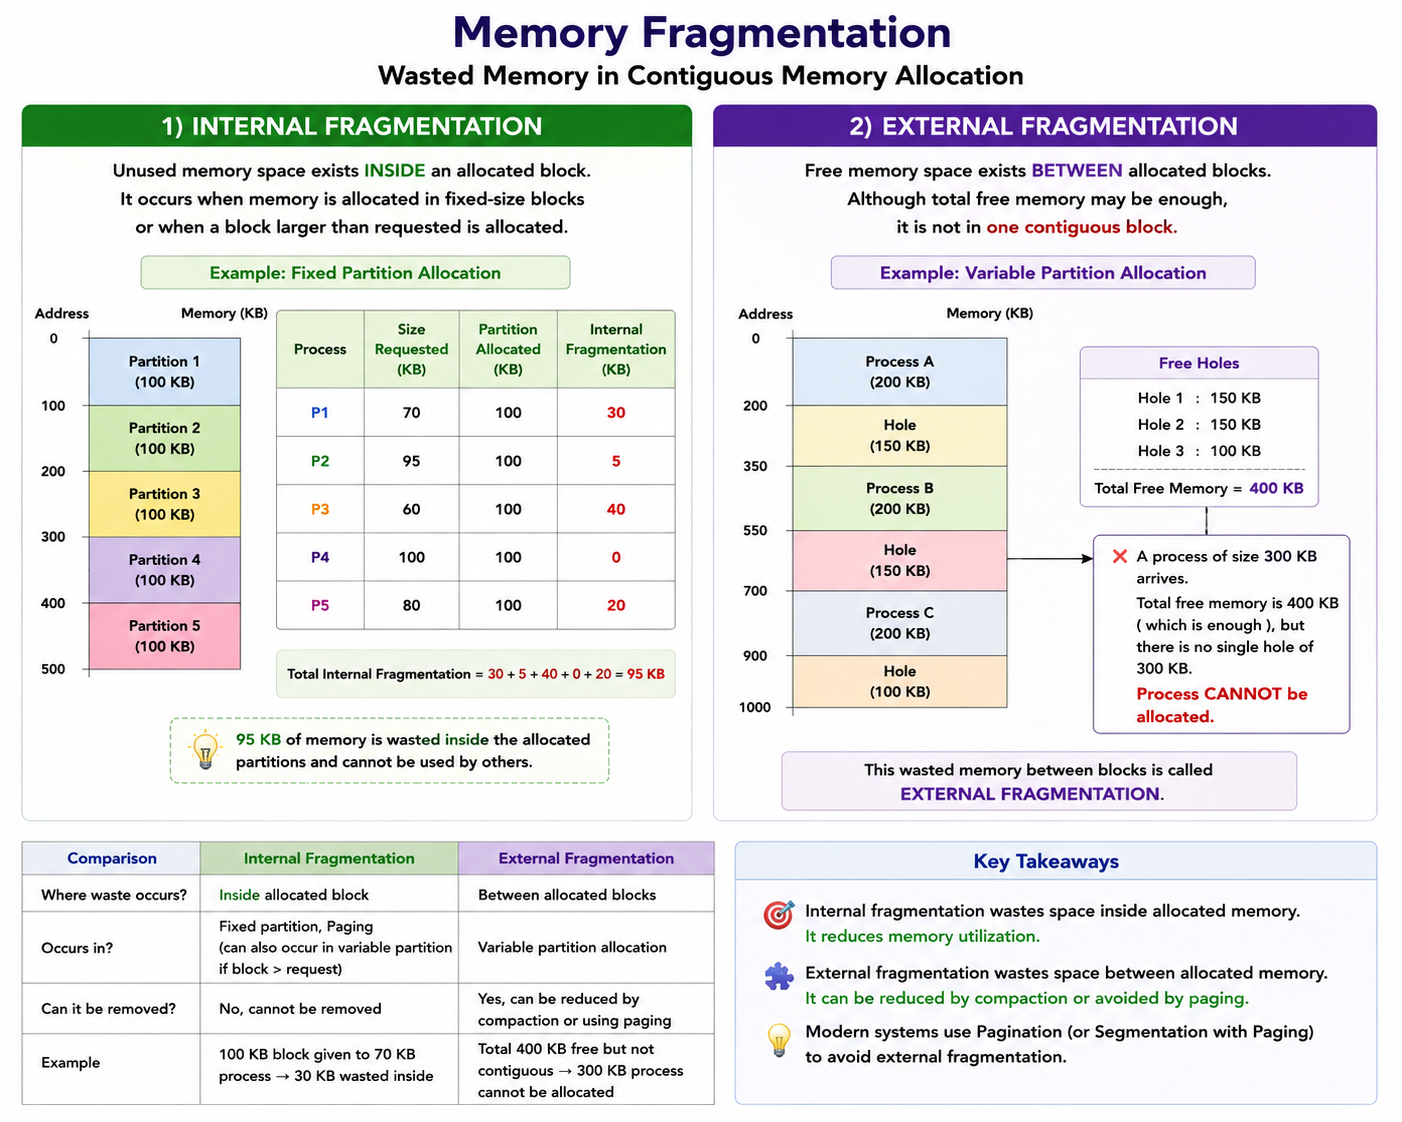 Memory Fragmentation
Wasted Memory in Contiguous Memory Allocation
1) INTERNAL FRAGMENTATION
Unused memory space exists INSIDE an allocated block.
It occurs when memory is allocated in fixed-size blocks
or when a block larger than requested is allocated.
Example: Fixed Partition Allocation
Address
Memory (KB)
0
Partition 1
(100 KB)
100
Partition 2
(100 KB)
200
Partition 3
(100 KB)
300
Partition 4
(100 KB)
400
Partition 5
(100 KB)
500
Process
Size
Requested
(KB)
Partition
Allocated
(KB)
Internal
Fragmentation
(KB)
P1 70 100 30
P2 95 100 5
P3 60 100 40
P4 100 100 0
P5 80 100 20
Total Internal Fragmentation = 30 + 5 + 40 + 0 + 20 = 95 KB
95 KB of memory is wasted inside the allocated
partitions and cannot be used by others.
2) EXTERNAL FRAGMENTATION
Free memory space exists BETWEEN allocated blocks.
Although total free memory may be enough,
it is not in one contiguous block.
Example: Variable Partition Allocation
Address
Memory (KB)
0
Process A
(200 KB)
200
Hole
(150 KB)
350
Process B
(200 KB)
550
Hole
(150 KB)
700
Process C
(200 KB)
900
Hole
(100 KB)
1000
Free Holes
Hole 1 : 150 KB
Hole 2 : 150 KB
Hole 3 : 100 KB
Total Free Memory = 400 KB
A process of size 300 KB
arrives.
Total free memory is 400 KB
( which is enough ), but
there is no single hole of
300 KB.
Process CANNOT be
allocated.
This wasted memory between blocks is called
EXTERNAL FRAGMENTATION.
Comparison
Internal Fragmentation
External Fragmentation
Where waste occurs?
Inside allocated block
Between allocated blocks
Occurs in?
Fixed partition, Paging
(can also occur in variable partition
if block > request)
Variable partition allocation
Can it be removed?
No, cannot be removed
Yes, can be reduced by
compaction or using paging
Example
100 KB block given to 70 KB
process → 30 KB wasted inside
Total 400 KB free but not
contiguous → 300 KB process
cannot be allocated
Key Takeaways
Internal fragmentation wastes space inside allocated memory.
It reduces memory utilization.
External fragmentation wastes space between allocated memory.
It can be reduced by compaction or avoided by paging.
Modern systems use Pagination (or Segmentation with Paging)
to avoid external fragmentation.